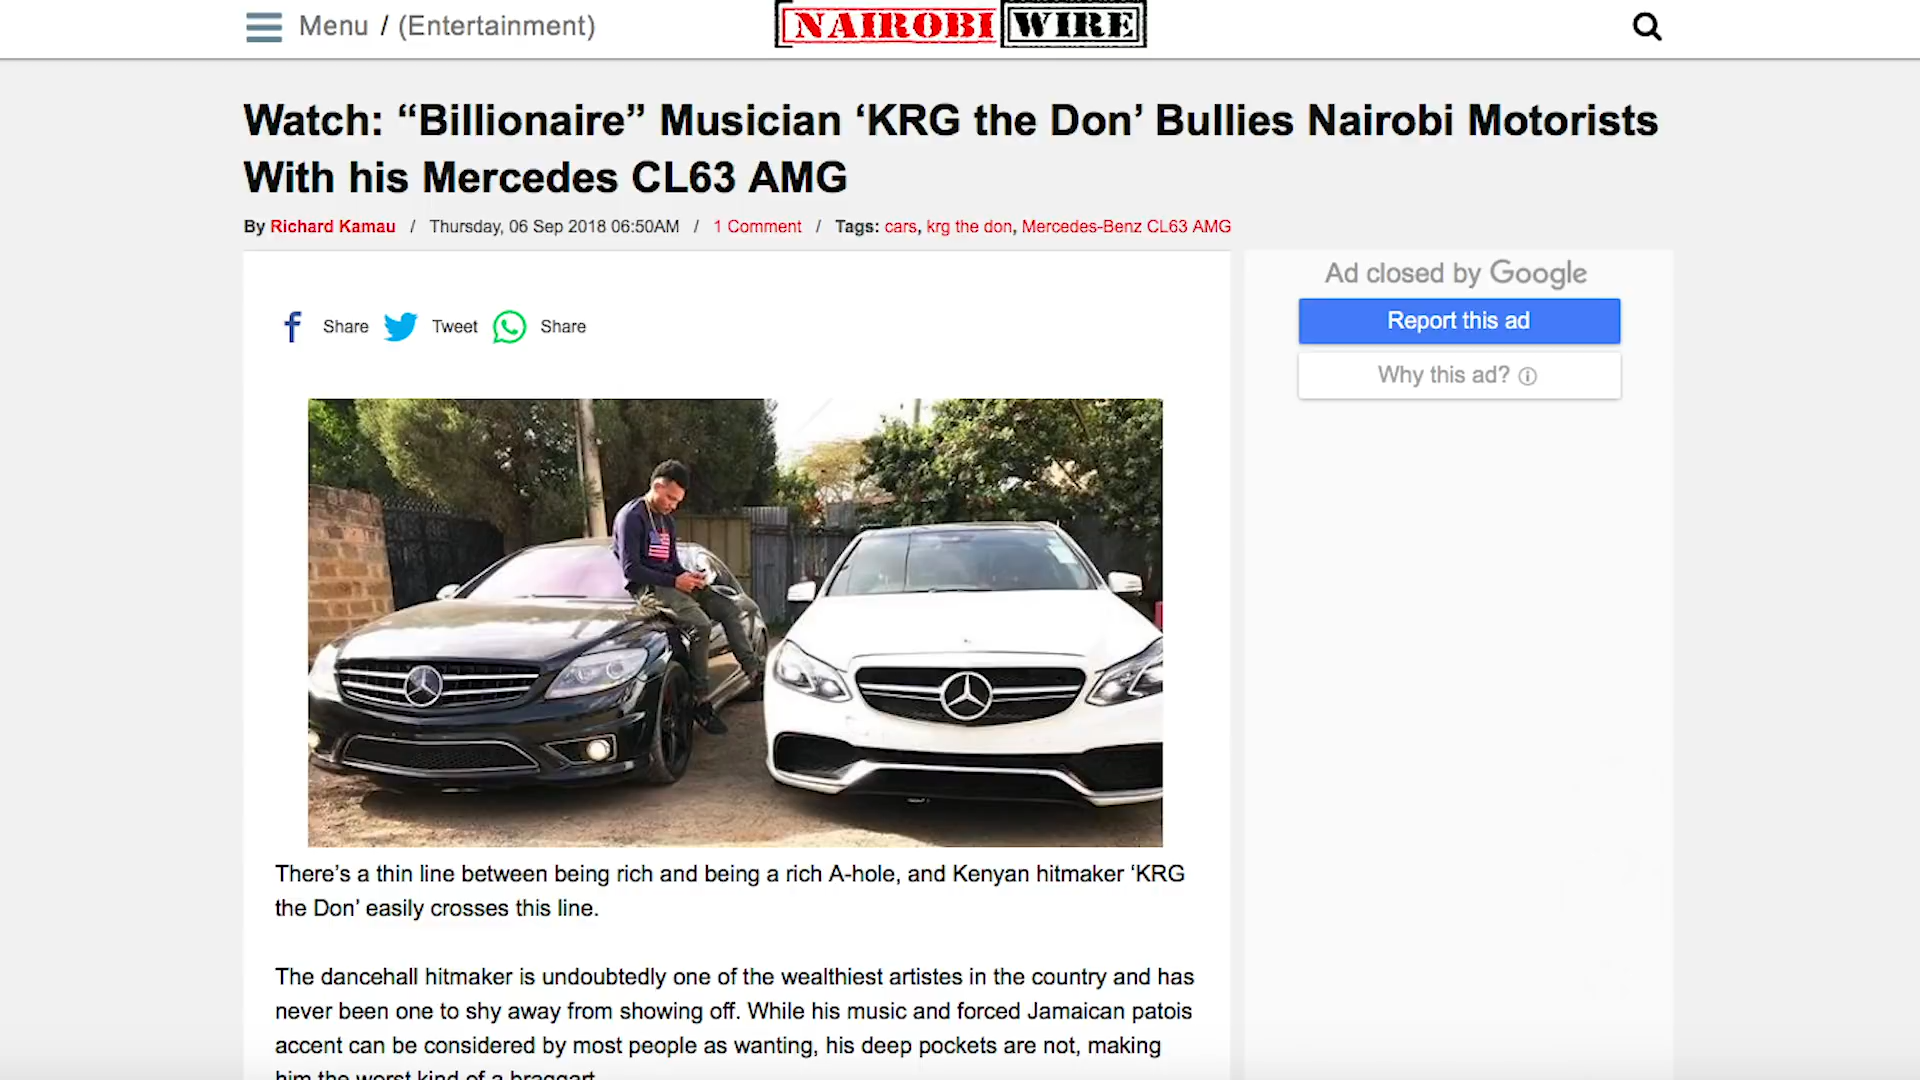 Menu / (Entertainment)
NAIROBI WIRE
Watch: “Billionaire” Musician ‘KRG the Don’ Bullies Nairobi Motorists
With his Mercedes CL63 AMG
By Richard Kamau / Thursday, 06 Sep 2018 06:50AM / 1 Comment / Tags: cars, krg the don, Mercedes-Benz CL63 AMG
Ad closed by Google
Report this ad
Why this ad?
Share Tweet Share
There’s a thin line between being rich and being a rich A-hole, and Kenyan hitmaker ‘KRG
the Don’ easily crosses this line.
The dancehall hitmaker is undoubtedly one of the wealthiest artistes in the country and has
never been one to shy away from showing off. While his music and forced Jamaican patois
accent can be considered by most people as wanting, his deep pockets are not, making
him the worst kind of a braggart.